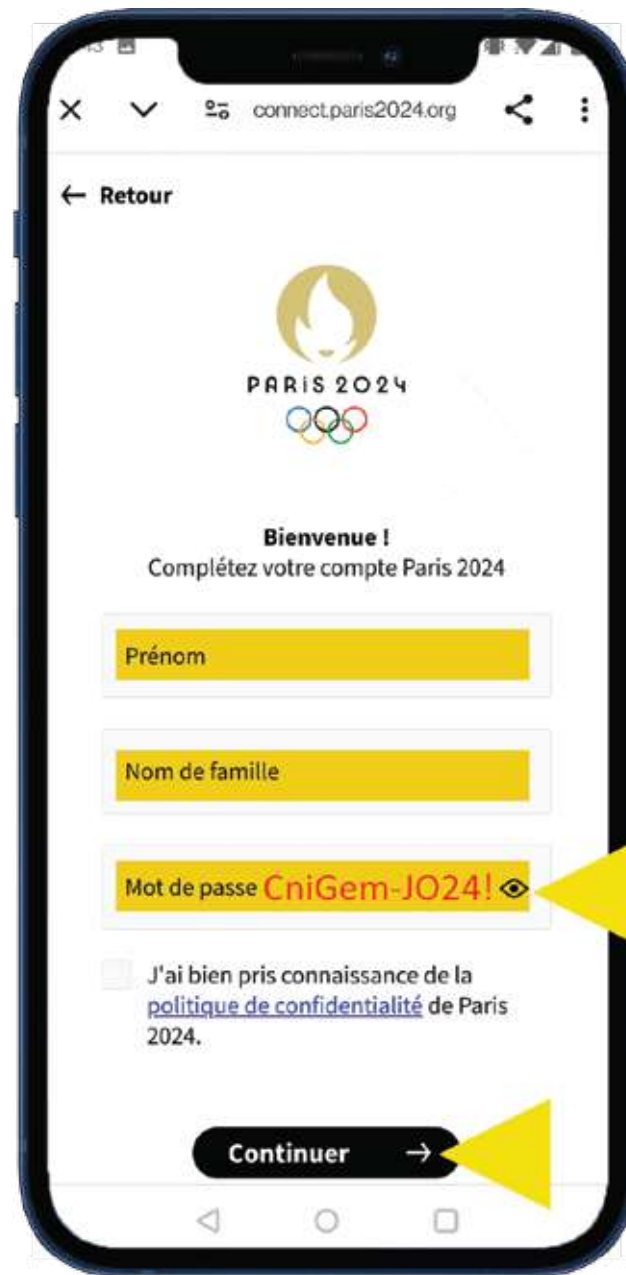 connect.paris2024.org
← Retour
PARIS 2024
Bienvenue !
Complétez votre compte Paris 2024
Prénom
Nom de famille
Mot de passe CniGem-JO24!
J'ai bien pris connaissance de la
politique de confidentialité de Paris
2024.
Continuer →